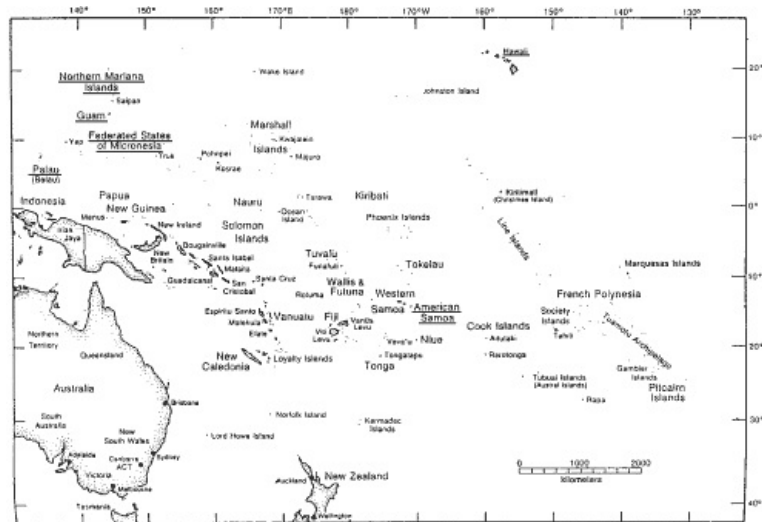 140° 150° 160° 170° 180° 170°W 160° 150° 140° 130°
Hawaii
20°
Northern Mariana
Islands
Wake Island
Saipan
Johnston Island
Guam
Marshall
Islands
Federated States
of Micronesia
Kwajalein
10°
Yap
Truk
Pohnpei
Majuro
Kosrae
Palau
(Belau)
Kiritimati
(Christmas Island)
Indonesia
Papua
New Guinea
Nauru
Tarawa
Kiribati
0°
Manus
Ocean
Island
Phoenix Islands
New Ireland
Solomon
Islands
Line Islands
Irian
Jaya
Bougainville
New
Britain
Santa Isabel
Tuvalu
Malaita
Funafuti
Marquesas Islands
Tokelau
Guadalcanal
San
Cristobal
Santa Cruz
Wallis &
Futuna
10°
Rotuma
Western
Samoa
French Polynesia
Espiritu Santo
Vanuatu
Fiji
Vanua
Levu
American
Samoa
Society
Islands
Malekula
Viti
Levu
Cook Islands
Tuamotu Archipelago
Northern
Territory
Efate
Vava'u
Niue
Aitutaki
Tahiti
Queensland
New
Caledonia
Loyalty Islands
Tongatapu
Rarotonga
20°
Tonga
Gambier
Islands
Tubuai Islands
(Austral Islands)
Pitcairn
Islands
Australia
Rapa
Brisbane
Norfolk Island
South
Australia
Kermadec
Islands
30°
New
South Wales
Lord Howe Island
Adelaide
Canberra
ACT
Sydney
0 1000 2000
kilometers
Victoria
Auckland
New Zealand
Melbourne
Tasmania
Wellington
40°